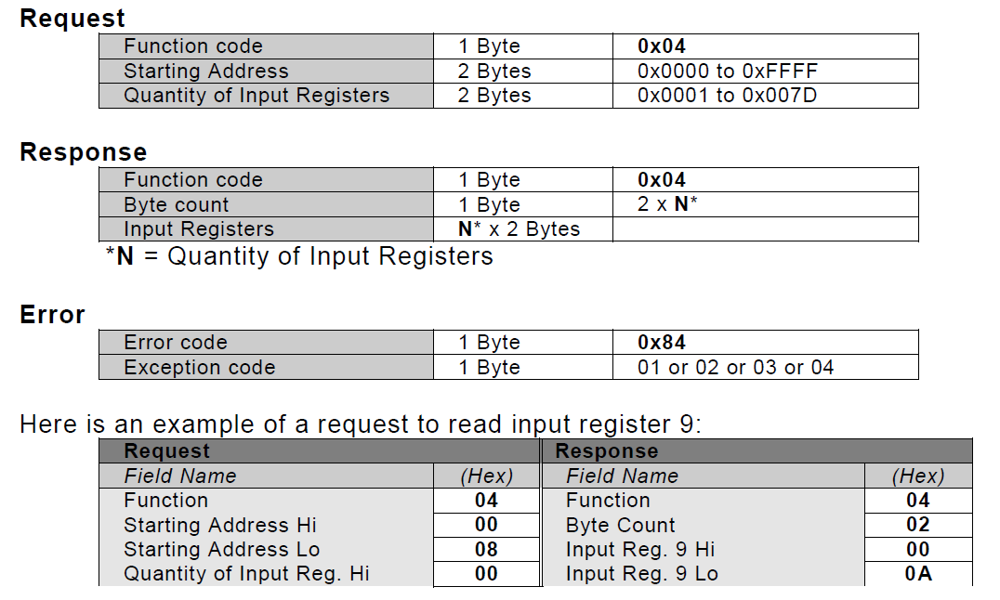 Request
Function code 1 Byte 0x04
Starting Address 2 Bytes 0x0000 to 0xFFFF
Quantity of Input Registers 2 Bytes 0x0001 to 0x007D
Response
Function code 1 Byte 0x04
Byte count 1 Byte 2 x N*
Input Registers N* x 2 Bytes
*N = Quantity of Input Registers
Error
Error code 1 Byte 0x84
Exception code 1 Byte 01 or 02 or 03 or 04
Here is an example of a request to read input register 9:
Request Response
Field Name (Hex) Field Name (Hex)
Function 04 Function 04
Starting Address Hi 00 Byte Count 02
Starting Address Lo 08 Input Reg. 9 Hi 00
Quantity of Input Reg. Hi 00 Input Reg. 9 Lo 0A